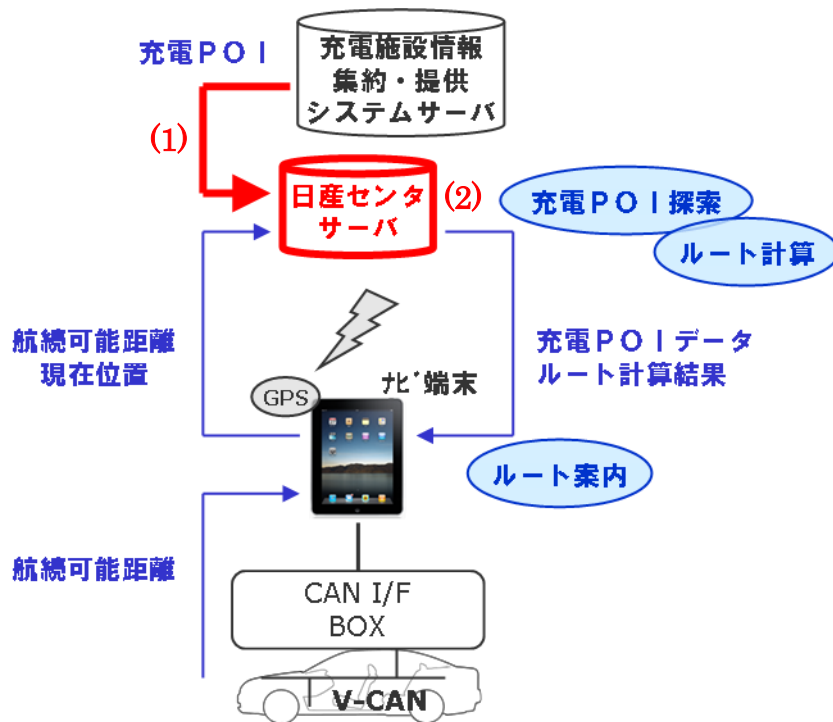 充電ＰＯＩ
充電施設情報
集約・提供
システムサーバ
(1)
日産センタ
サーバ
(2)
充電ＰＯＩ探索
ルート計算
航続可能距離
現在位置
充電ＰＯＩデータ
ルート計算結果
GPS
ﾅﾋﾞ端末
ルート案内
航続可能距離
CAN I/F
BOX
V-CAN